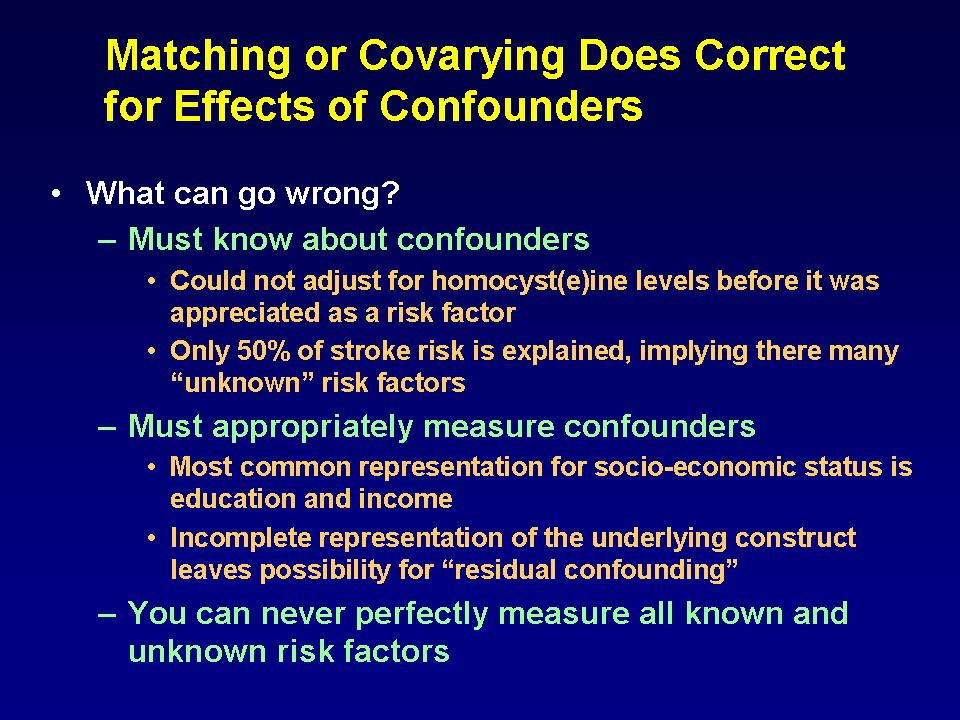 Matching or Covarying Does Correct
for Effects of Confounders
• What can go wrong?
– Must know about confounders
• Could not adjust for homocyst(e)ine levels before it was
appreciated as a risk factor
• Only 50% of stroke risk is explained, implying there many
“unknown” risk factors
– Must appropriately measure confounders
• Most common representation for socio-economic status is
education and income
• Incomplete representation of the underlying construct
leaves possibility for “residual confounding”
– You can never perfectly measure all known and
unknown risk factors